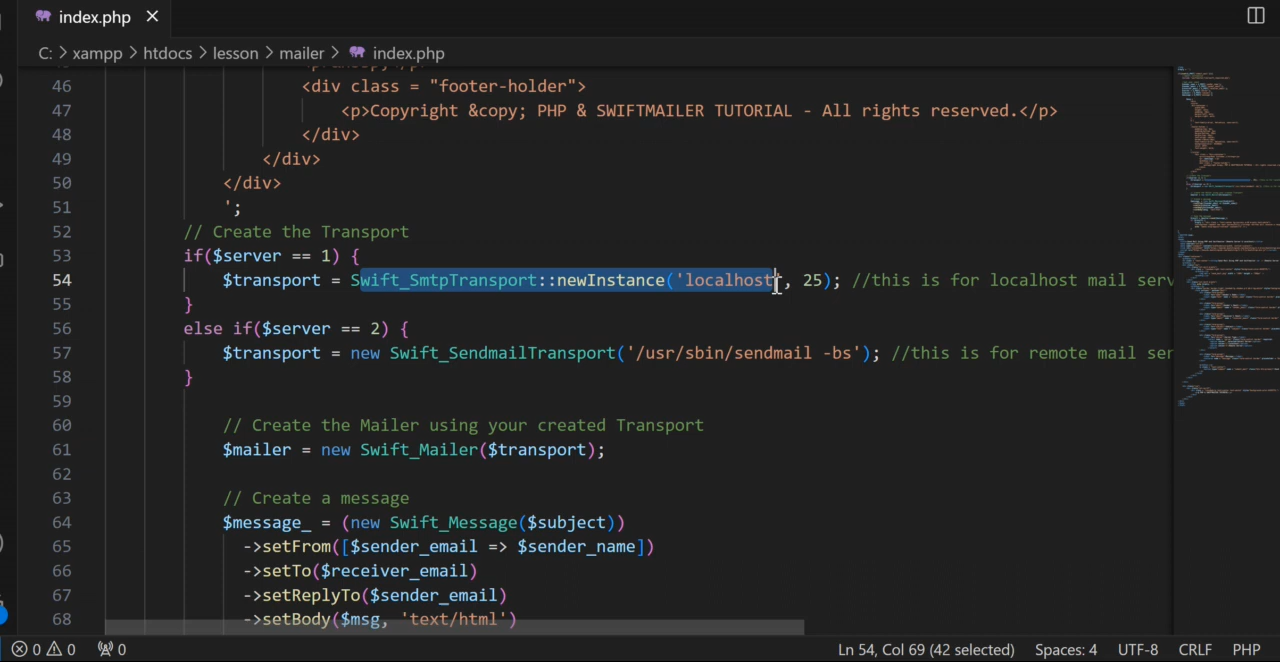 index.php
C: > xampp > htdocs > lesson > mailer > index.php
46 <div class = "footer-holder">
47 <p>Copyright &copy; PHP & SWIFTMAILER TUTORIAL - All rights reserved.</p>
48 </div>
49 </div>
50 </div>
51 ';
52 // Create the Transport
53 if($server == 1) {
54 $transport = Swift_SmtpTransport::newInstance('localhost', 25); //this is for localhost mail serv
55 }
56 else if($server == 2) {
57 $transport = new Swift_SendmailTransport('/usr/sbin/sendmail -bs'); //this is for remote mail ser
58 }
59
60 // Create the Mailer using your created Transport
61 $mailer = new Swift_Mailer($transport);
62
63 // Create a message
64 $message_ = (new Swift_Message($subject))
65 ->setFrom([$sender_email => $sender_name])
66 ->setTo($receiver_email)
67 ->setReplyTo($sender_email)
68 ->setBody($msg, 'text/html')
0 0 0 Ln 54, Col 69 (42 selected) Spaces: 4 UTF-8 CRLF PHP